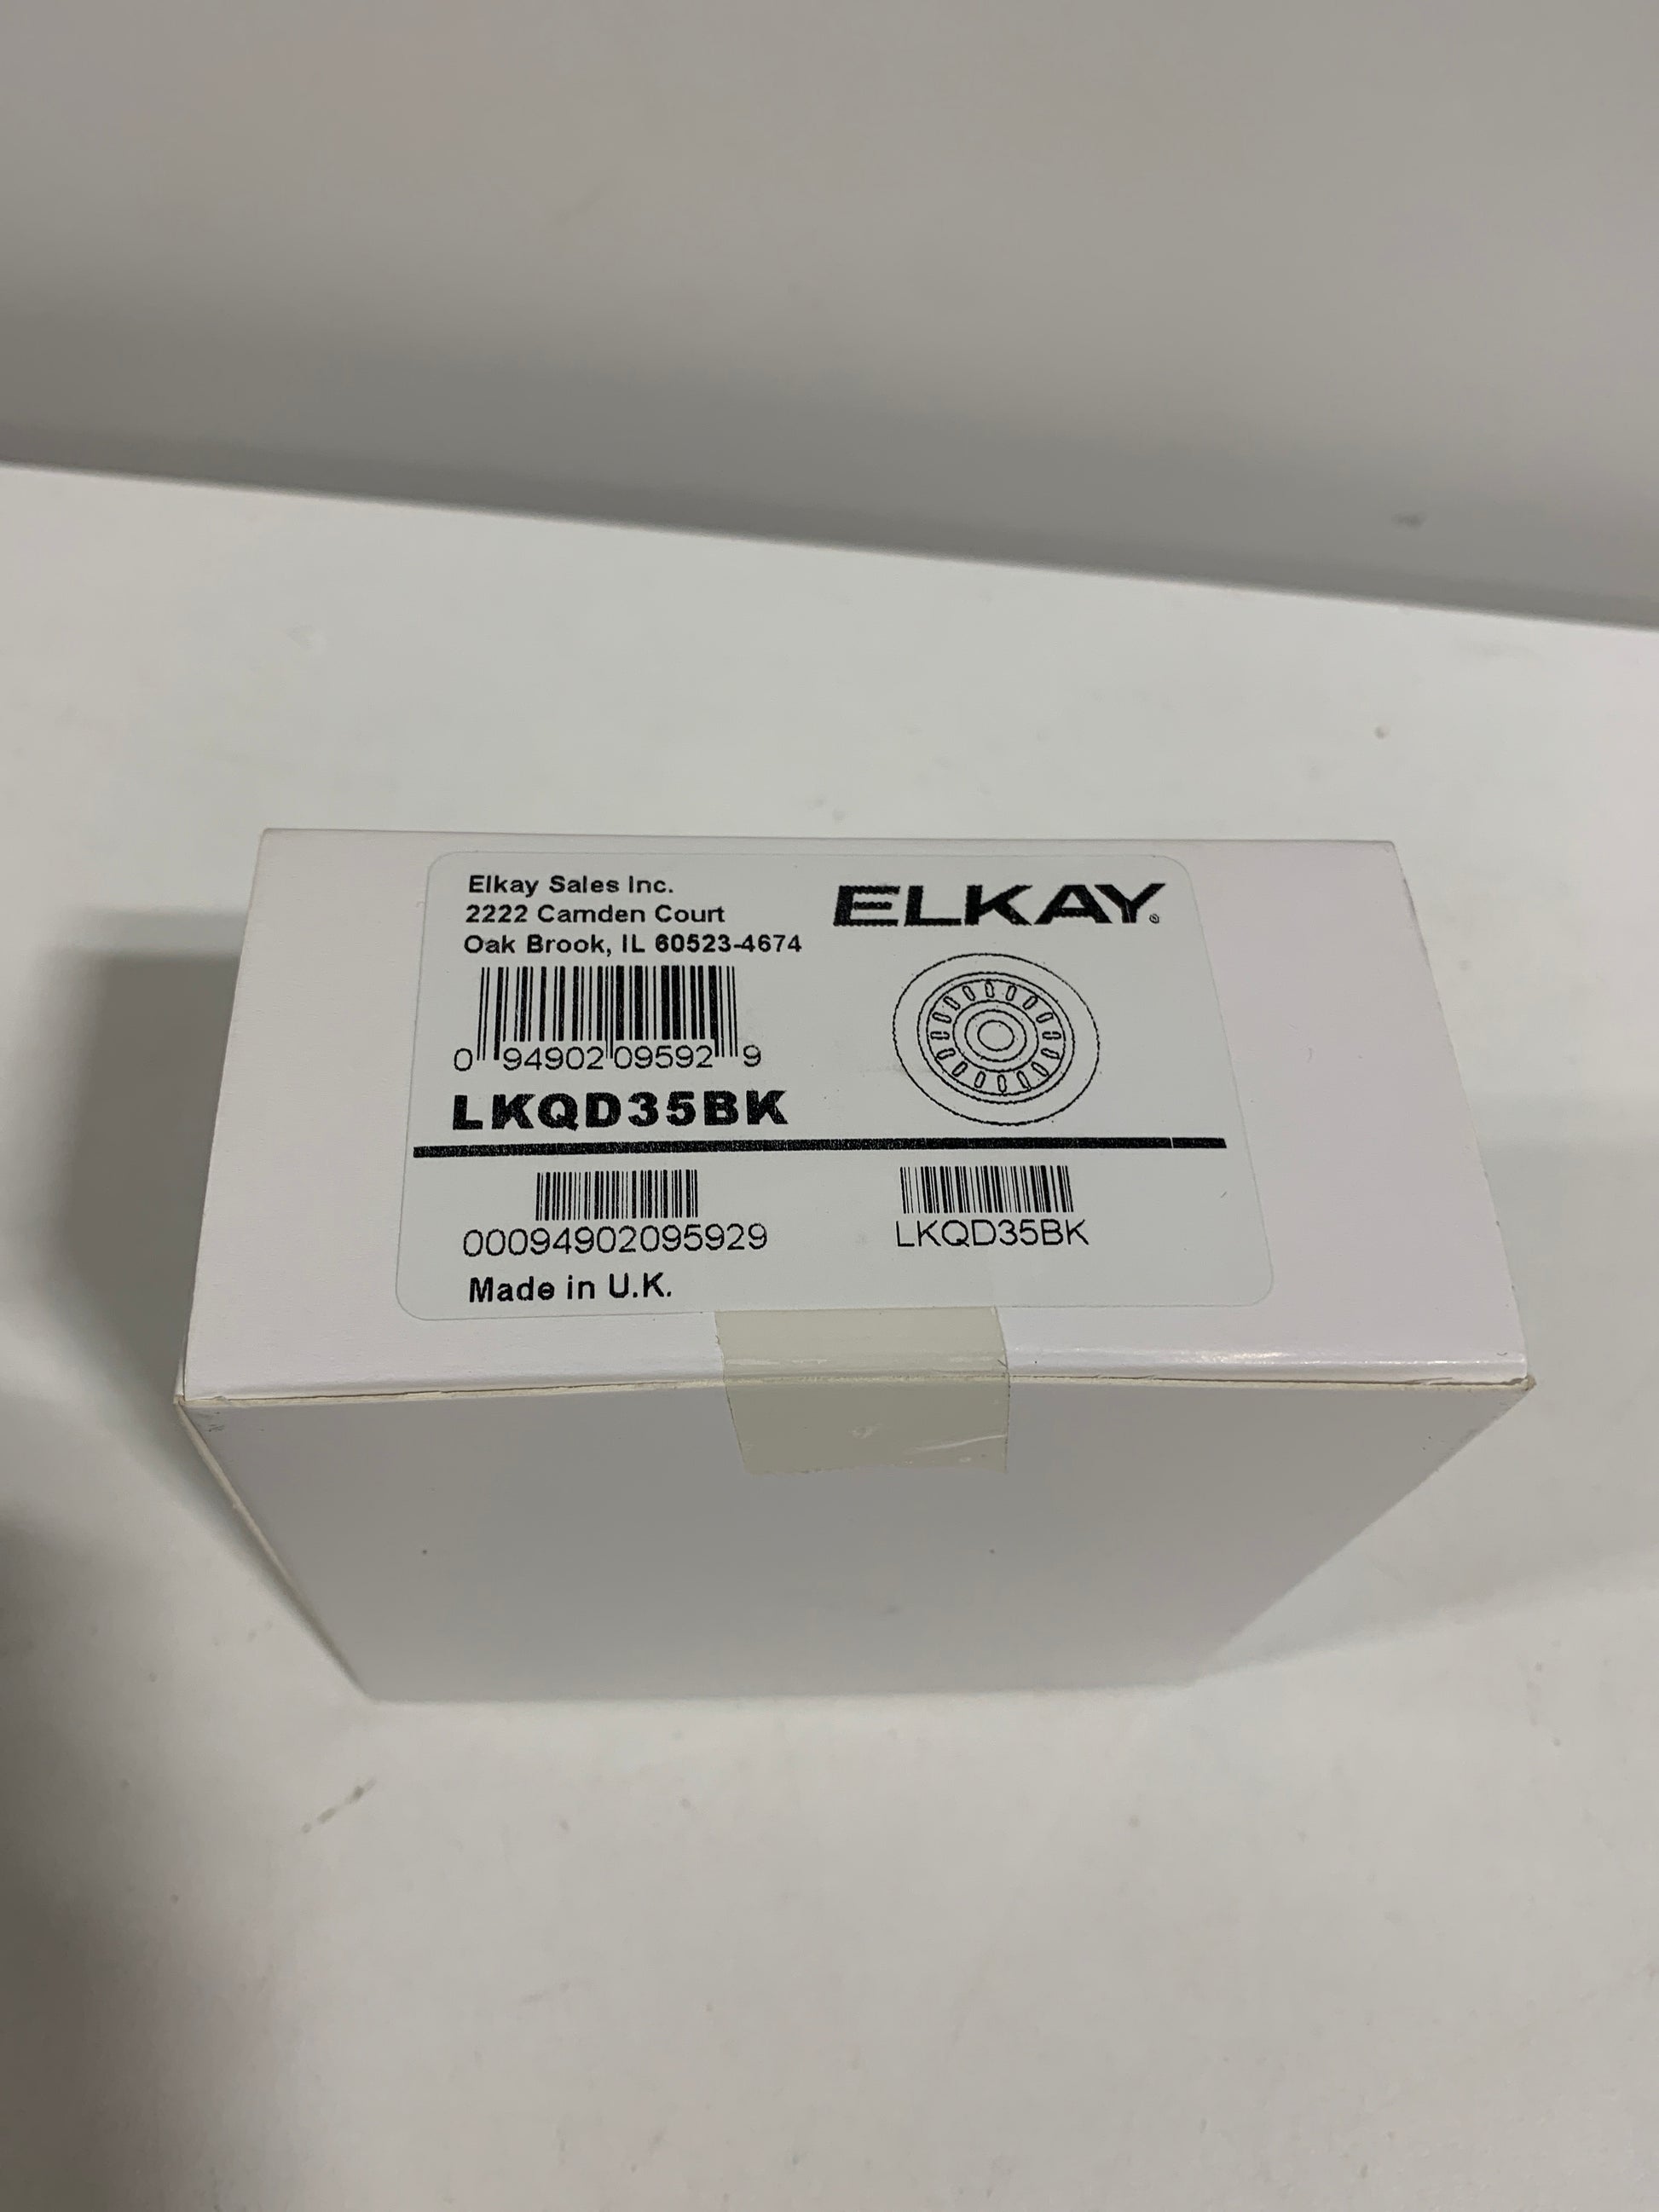 Elkay Sales Inc.
2222 Camden Court
Oak Brook, IL 60523-4674
ELKAY®
0 94902 09592 9
LKQD35BK
00094902095929
LKQD35BK
Made in U.K.